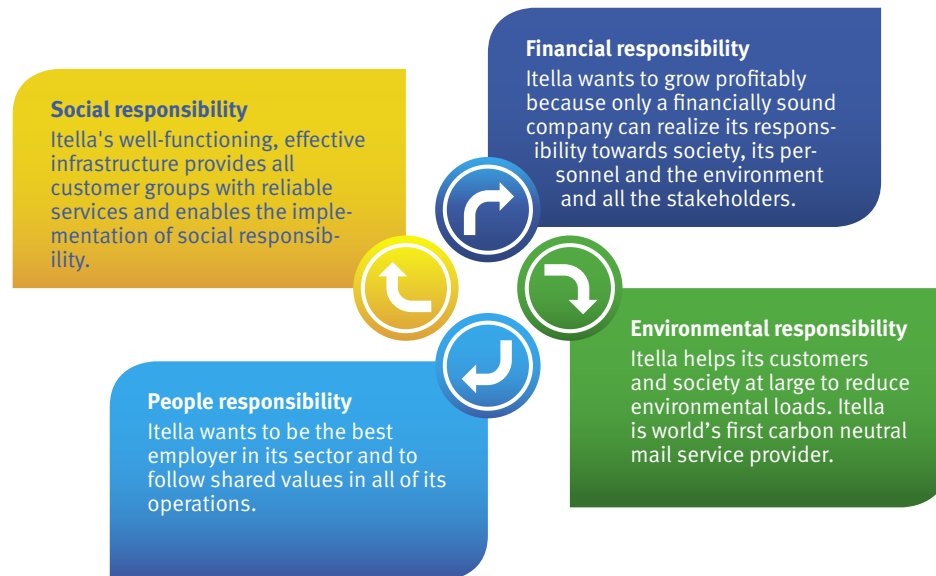 Social responsibility
Itella's well-functioning, effective
infrastructure provides all
customer groups with reliable
services and enables the imple-
mentation of social responsib-
ility.
Financial responsibility
Itella wants to grow profitably
because only a financially sound
company can realize its respons-
ibility towards society, its per-
sonnel and the environment
and all the stakeholders.
People responsibility
Itella wants to be the best
employer in its sector and to
follow shared values in all of its
operations.
Environmental responsibility
Itella helps its customers
and society at large to reduce
environmental loads. Itella
is world’s first carbon neutral
mail service provider.